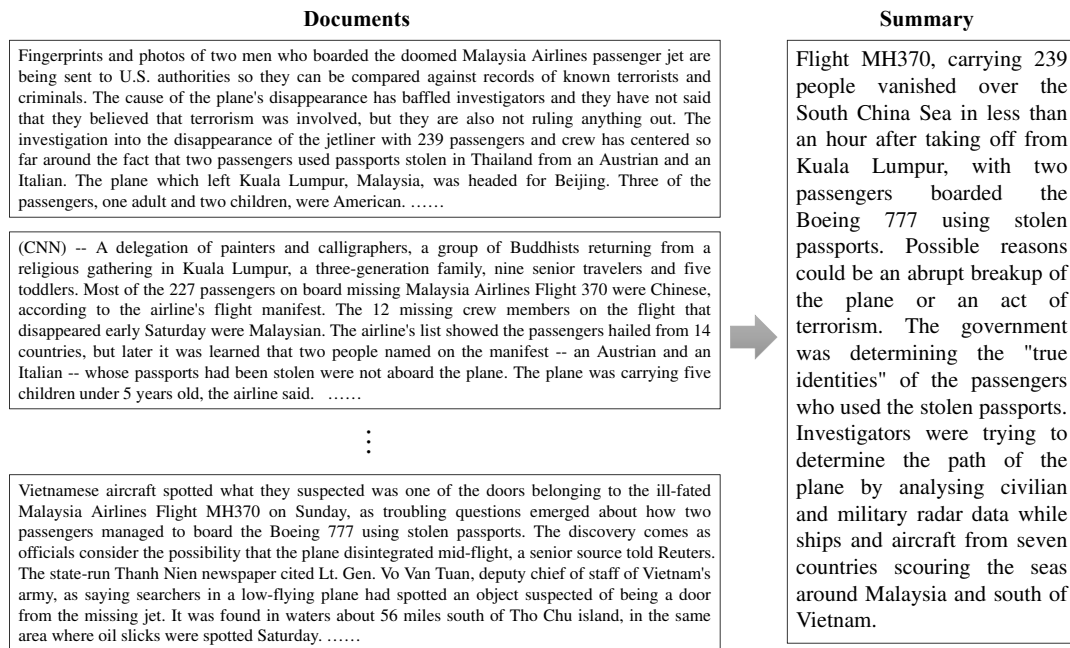 Documents
Fingerprints and photos of two men who boarded the doomed Malaysia Airlines passenger jet are
being sent to U.S. authorities so they can be compared against records of known terrorists and
criminals. The cause of the plane's disappearance has baffled investigators and they have not said
that they believed that terrorism was involved, but they are also not ruling anything out. The
investigation into the disappearance of the jetliner with 239 passengers and crew has centered so
far around the fact that two passengers used passports stolen in Thailand from an Austrian and an
Italian. The plane which left Kuala Lumpur, Malaysia, was headed for Beijing. Three of the
passengers, one adult and two children, were American. ……
(CNN) -- A delegation of painters and calligraphers, a group of Buddhists returning from a
religious gathering in Kuala Lumpur, a three-generation family, nine senior travelers and five
toddlers. Most of the 227 passengers on board missing Malaysia Airlines Flight 370 were Chinese,
according to the airline's flight manifest. The 12 missing crew members on the flight that
disappeared early Saturday were Malaysian. The airline's list showed the passengers hailed from 14
countries, but later it was learned that two people named on the manifest -- an Austrian and an
Italian -- whose passports had been stolen were not aboard the plane. The plane was carrying five
children under 5 years old, the airline said. ……
⋮
Vietnamese aircraft spotted what they suspected was one of the doors belonging to the ill-fated
Malaysia Airlines Flight MH370 on Sunday, as troubling questions emerged about how two
passengers managed to board the Boeing 777 using stolen passports. The discovery comes as
officials consider the possibility that the plane disintegrated mid-flight, a senior source told Reuters.
The state-run Thanh Nien newspaper cited Lt. Gen. Vo Van Tuan, deputy chief of staff of Vietnam's
army, as saying searchers in a low-flying plane had spotted an object suspected of being a door
from the missing jet. It was found in waters about 56 miles south of Tho Chu island, in the same
area where oil slicks were spotted Saturday. ……
Summary
Flight MH370, carrying 239
people vanished over the
South China Sea in less than
an hour after taking off from
Kuala Lumpur, with two
passengers boarded the
Boeing 777 using stolen
passports. Possible reasons
could be an abrupt breakup of
the plane or an act of
terrorism. The government
was determining the "true
identities" of the passengers
who used the stolen passports.
Investigators were trying to
determine the path of the
plane by analysing civilian
and military radar data while
ships and aircraft from seven
countries scouring the seas
around Malaysia and south of
Vietnam.